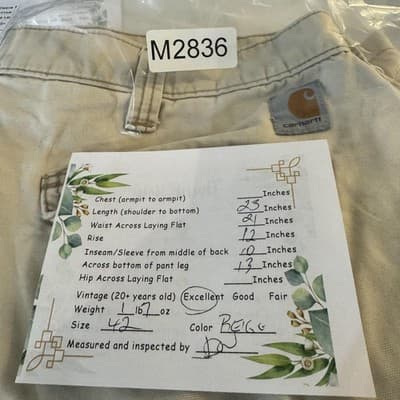 M2836
carhartt
Chest (armpit to armpit) ___ Inches
Length (shoulder to bottom) 23 Inches
Waist Across Laying Flat 21 Inches
Rise 12 Inches
Inseam/Sleeve from middle of back 10 Inches
Across bottom of pant leg 13 Inches
Hip Across Laying Flat ___ Inches
Vintage (20+ years old) Excellent Good Fair
Weight 1 lb 7 oz
Size 42 Color BEIGE
Measured and inspected by